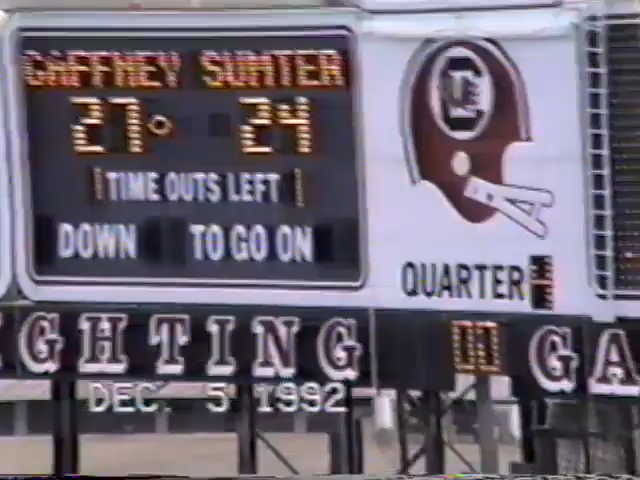 GAFFNEY SUMTER
27 24
TIME OUTS LEFT
DOWN TO GO ON
QUARTER
GHTING GA
DEC. 5 1992